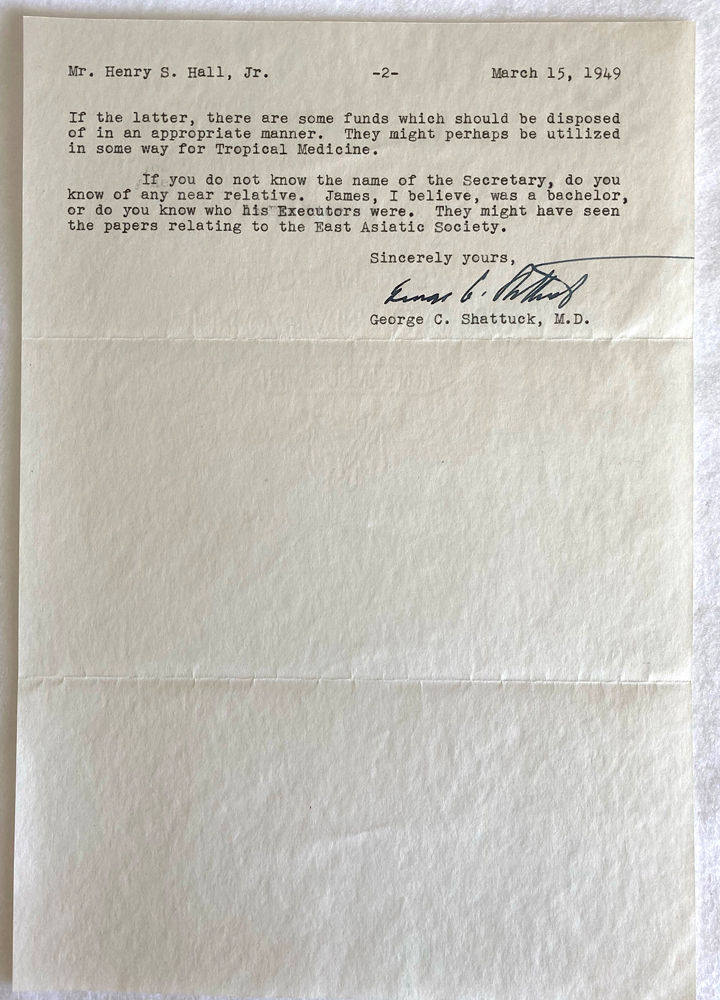 Mr. Henry S. Hall, Jr. -2- March 15, 1949
If the latter, there are some funds which should be disposed
of in an appropriate manner. They might perhaps be utilized
in some way for Tropical Medicine.
If you do not know the name of the Secretary, do you
know of any near relative. James, I believe, was a bachelor,
or do you know who his Executors were. They might have seen
the papers relating to the East Asiatic Society.
Sincerely yours,
George C. Shattuck
George C. Shattuck, M.D.